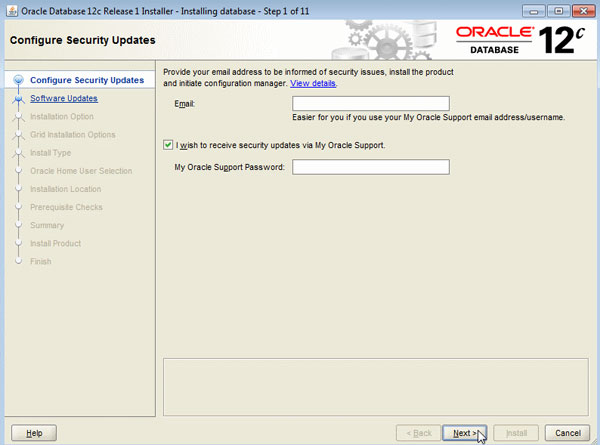 Oracle Database 12c Release 1 Installer - Installing database - Step 1 of 11
Configure Security Updates
ORACLE
DATABASE
12c
Configure Security Updates
Software Updates
Installation Option
Grid Installation Options
Install Type
Oracle Home User Selection
Installation Location
Prerequisite Checks
Summary
Install Product
Finish
Provide your email address to be informed of security issues, install the product
and initiate configuration manager. View details.
Email:
Easier for you if you use your My Oracle Support email address/username.
I wish to receive security updates via My Oracle Support.
My Oracle Support Password:
Help
< Back
Next >
Install
Cancel